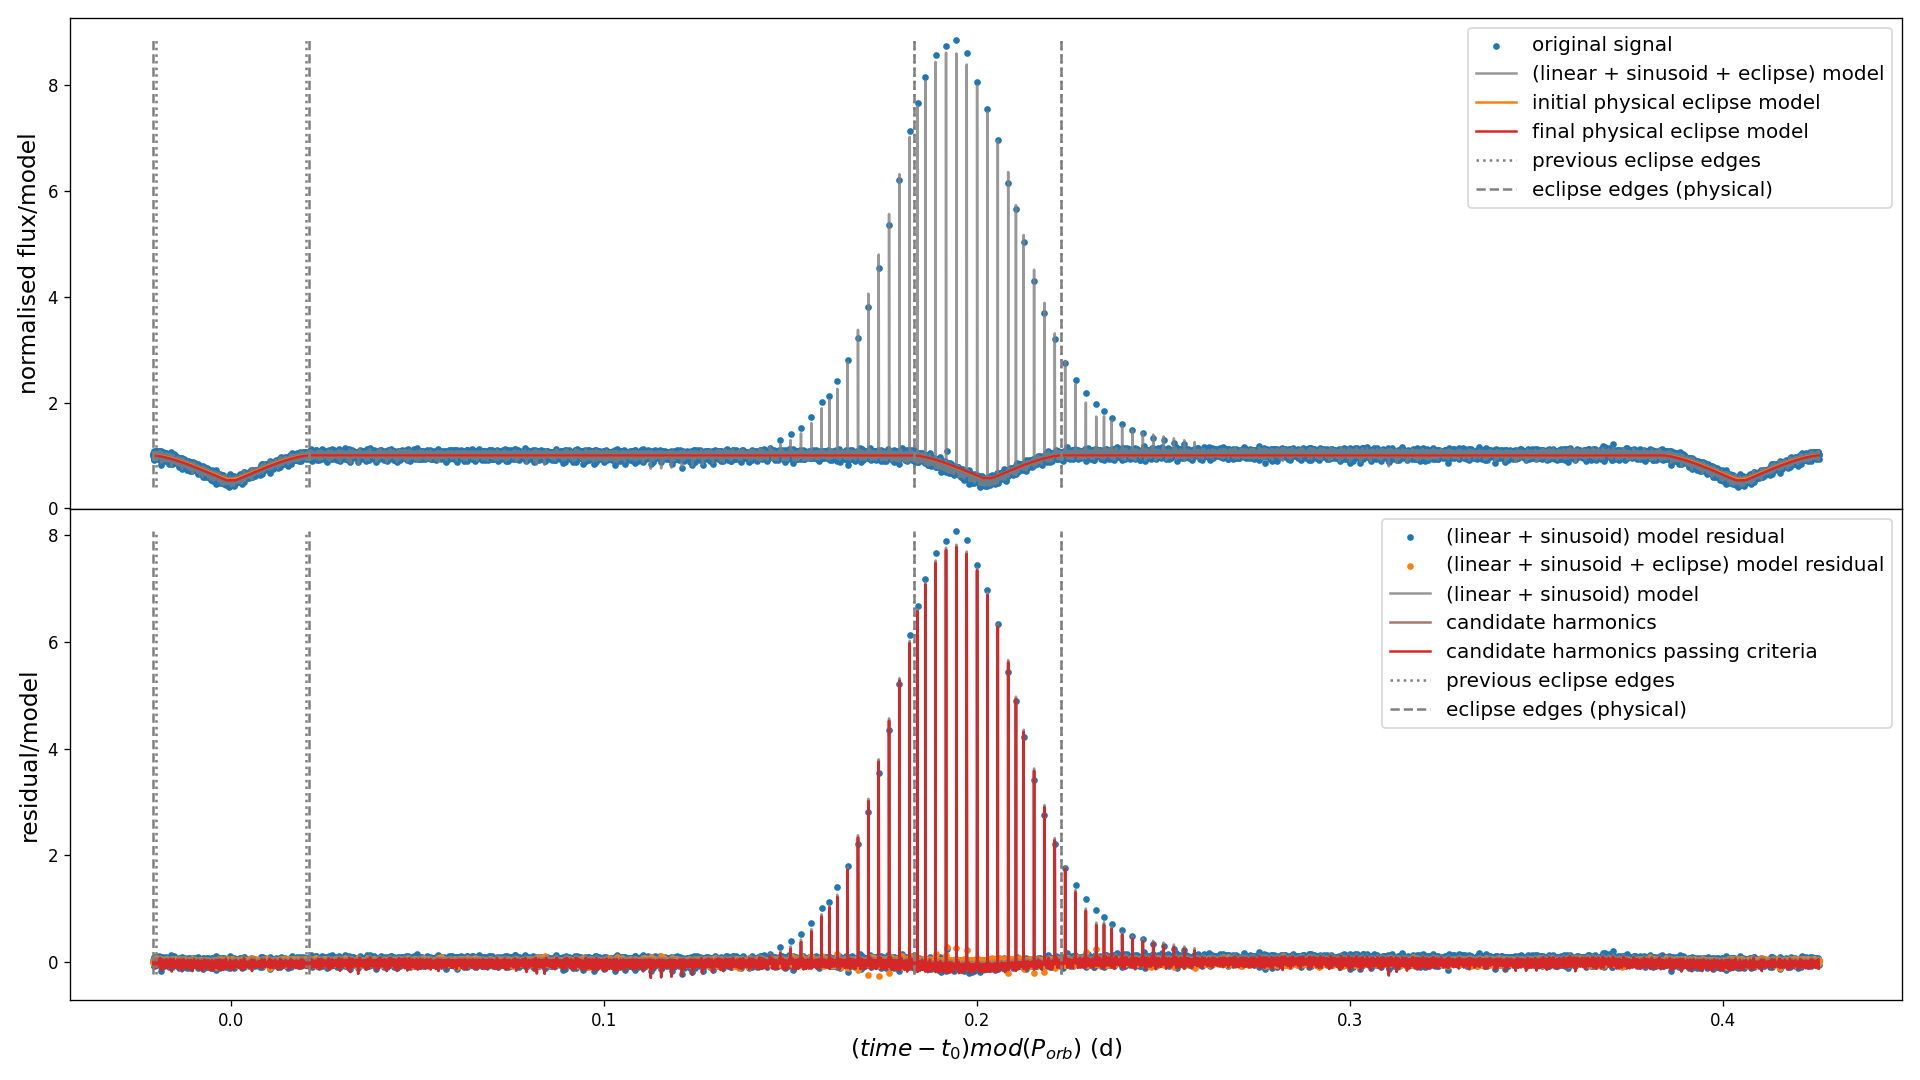 original signal
(linear + sinusoid + eclipse) model
initial physical eclipse model
final physical eclipse model
previous eclipse edges
eclipse edges (physical)
normalised flux/model
8
6
4
2
0
(linear + sinusoid) model residual
(linear + sinusoid + eclipse) model residual
(linear + sinusoid) model
candidate harmonics
candidate harmonics passing criteria
previous eclipse edges
eclipse edges (physical)
residual/model
8
6
4
2
0
0.0 0.1 0.2 0.3 0.4
(time − t₀)mod(Pₒᵣb) (d)